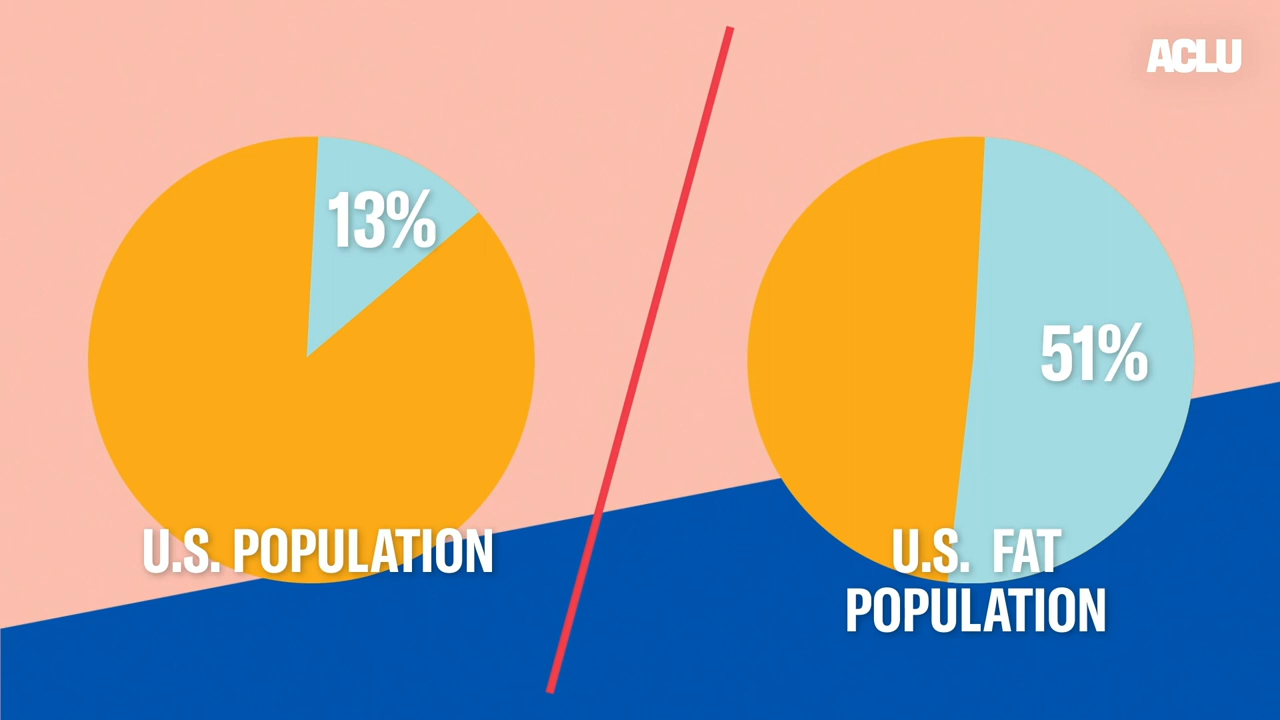 ACLU
13%
51%
U.S. POPULATION
U.S. FAT
POPULATION